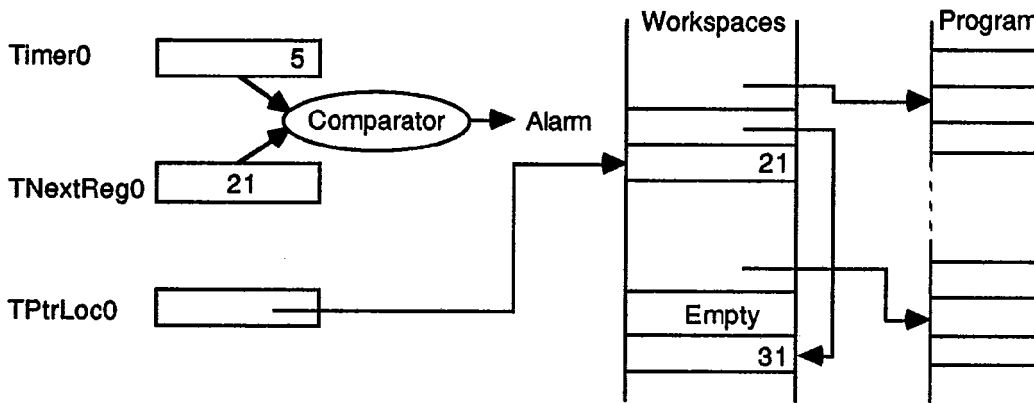 Workspaces
Program
Timer0
5
Comparator
Alarm
TNextReg0
21
21
TPtrLoc0
Empty
31